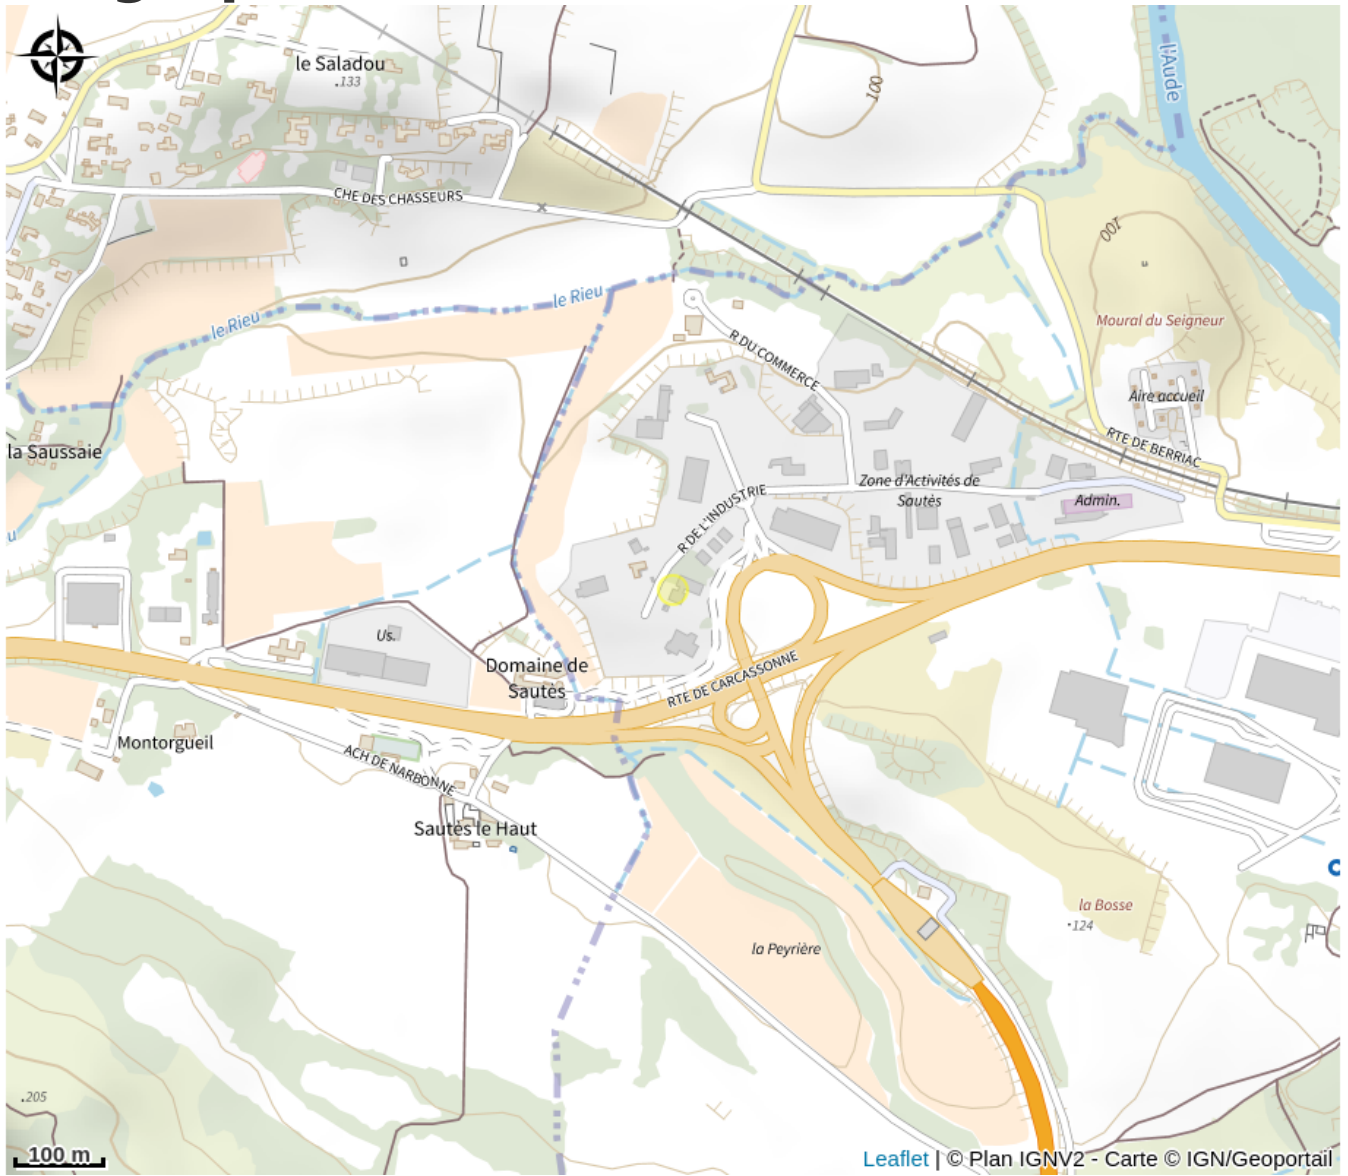 le Saladou
.133
100
l'Aude
CHE DES CHASSEURS
100
le Rieu
le Rieu
Moural du Seigneur
R DU COMMERCE
Aire accueil
la Saussaie
RTE DE BERRIAC
Zone d'Activités de
Sautès
R DE L'INDUSTRIE
Admin.
u
Us.
Domaine de
Sautès
RTE DE CARCASSONNE
Montorgueil
ACH DE NARBONNE
Sautès le Haut
la Bosse
·124
la Peyrière
.205
100 m
Leaflet | © Plan IGNV2 - Carte © IGN/Geoportail